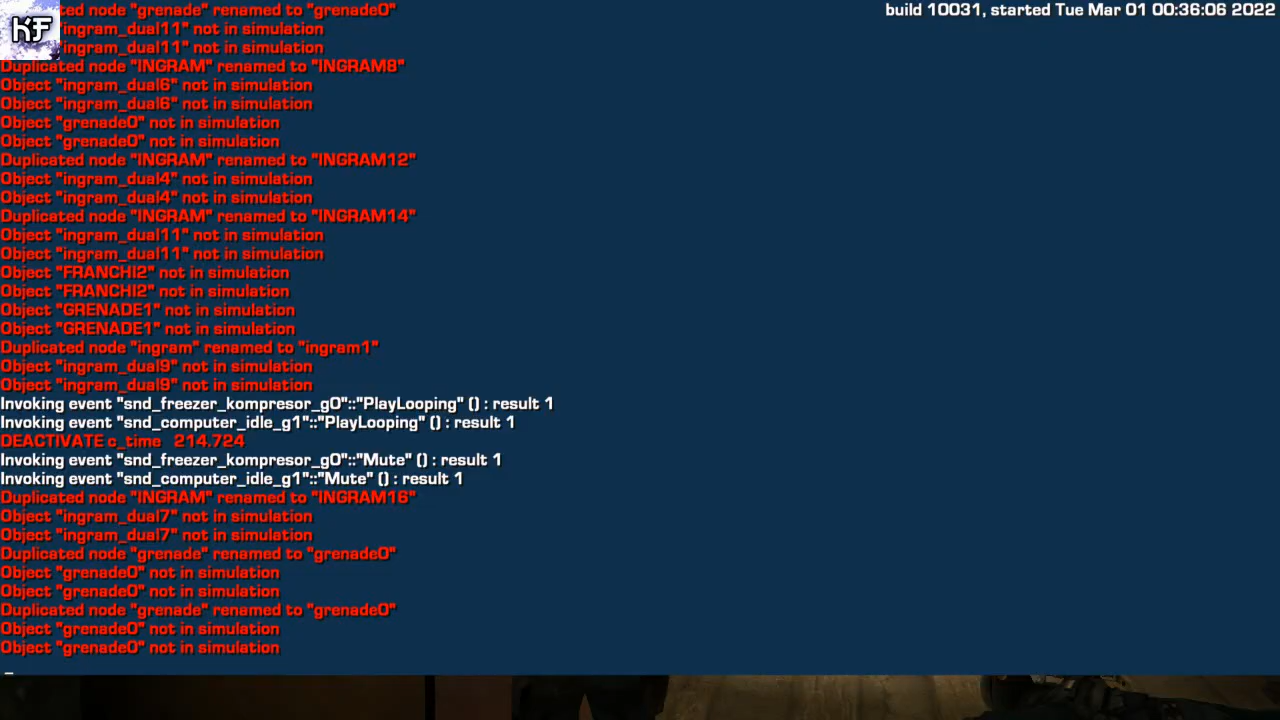 ted node "grenade" renamed to "grenade0"
build 10031, started Tue Mar 01 00:36:06 2022
KF
"ingram_dual11" not in simulation
"ingram_dual11" not in simulation
Duplicated node "INGRAM" renamed to "INGRAM8"
Object "ingram_dual6" not in simulation
Object "ingram_dual6" not in simulation
Object "grenade0" not in simulation
Object "grenade0" not in simulation
Duplicated node "INGRAM" renamed to "INGRAM12"
Object "ingram_dual4" not in simulation
Object "ingram_dual4" not in simulation
Duplicated node "INGRAM" renamed to "INGRAM14"
Object "ingram_dual11" not in simulation
Object "ingram_dual11" not in simulation
Object "FRANCHI2" not in simulation
Object "FRANCHI2" not in simulation
Object "GRENADE1" not in simulation
Object "GRENADE1" not in simulation
Duplicated node "ingram" renamed to "ingram1"
Object "ingram_dual9" not in simulation
Object "ingram_dual9" not in simulation
Invoking event "snd_freezer_kompresor_g0"::"PlayLooping" () : result 1
Invoking event "snd_computer_idle_g1"::"PlayLooping" () : result 1
DEACTIVATE c_time 214.724
Invoking event "snd_freezer_kompresor_g0"::"Mute" () : result 1
Invoking event "snd_computer_idle_g1"::"Mute" () : result 1
Duplicated node "INGRAM" renamed to "INGRAM16"
Object "ingram_dual7" not in simulation
Object "ingram_dual7" not in simulation
Duplicated node "grenade" renamed to "grenade0"
Object "grenade0" not in simulation
Object "grenade0" not in simulation
Duplicated node "grenade" renamed to "grenade0"
Object "grenade0" not in simulation
Object "grenade0" not in simulation